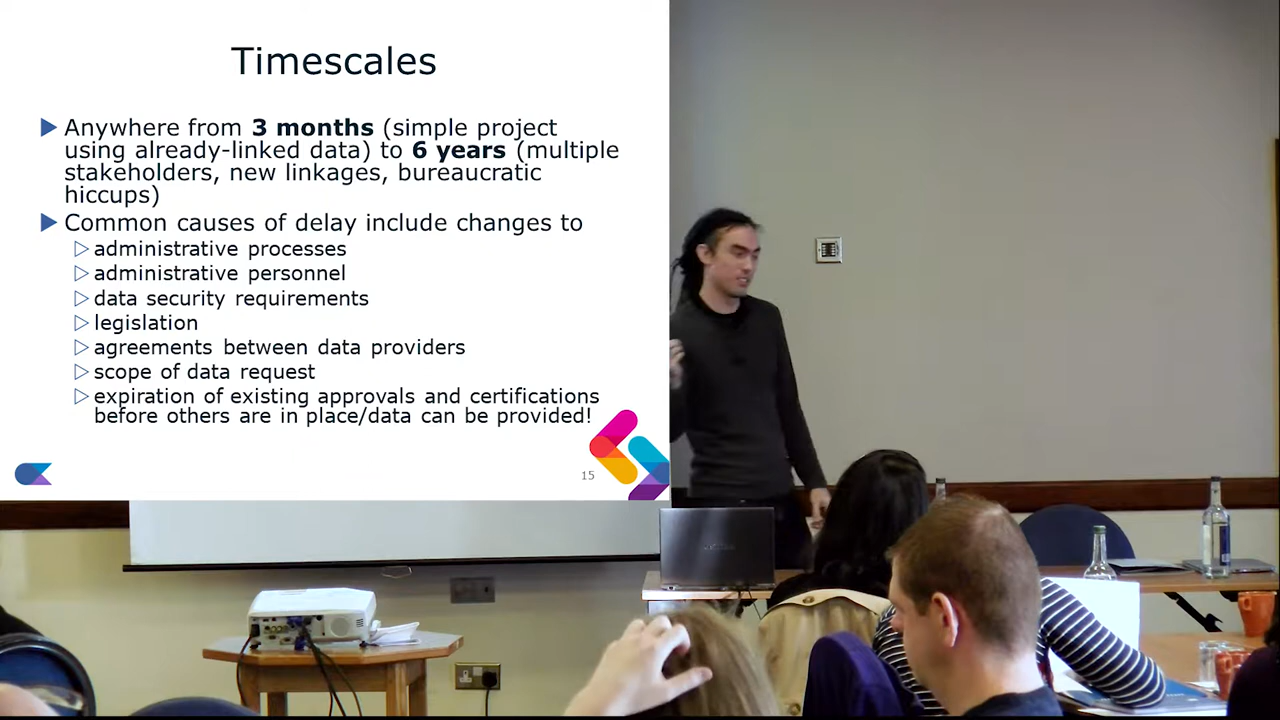 Timescales
Anywhere from 3 months (simple project
using already-linked data) to 6 years (multiple
stakeholders, new linkages, bureaucratic
hiccups)
Common causes of delay include changes to
administrative processes
administrative personnel
data security requirements
legislation
agreements between data providers
scope of data request
expiration of existing approvals and certifications
before others are in place/data can be provided!
15